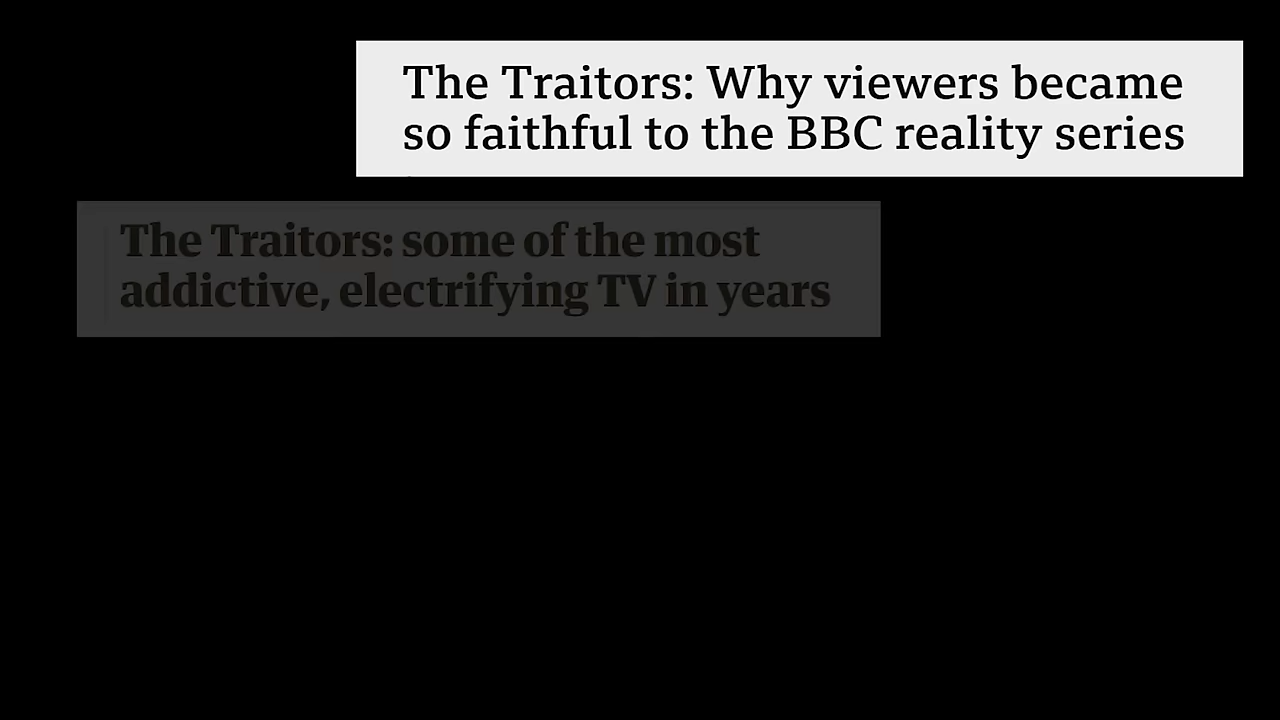 The Traitors: Why viewers became
so faithful to the BBC reality series
The Traitors: some of the most
addictive, electrifying TV in years